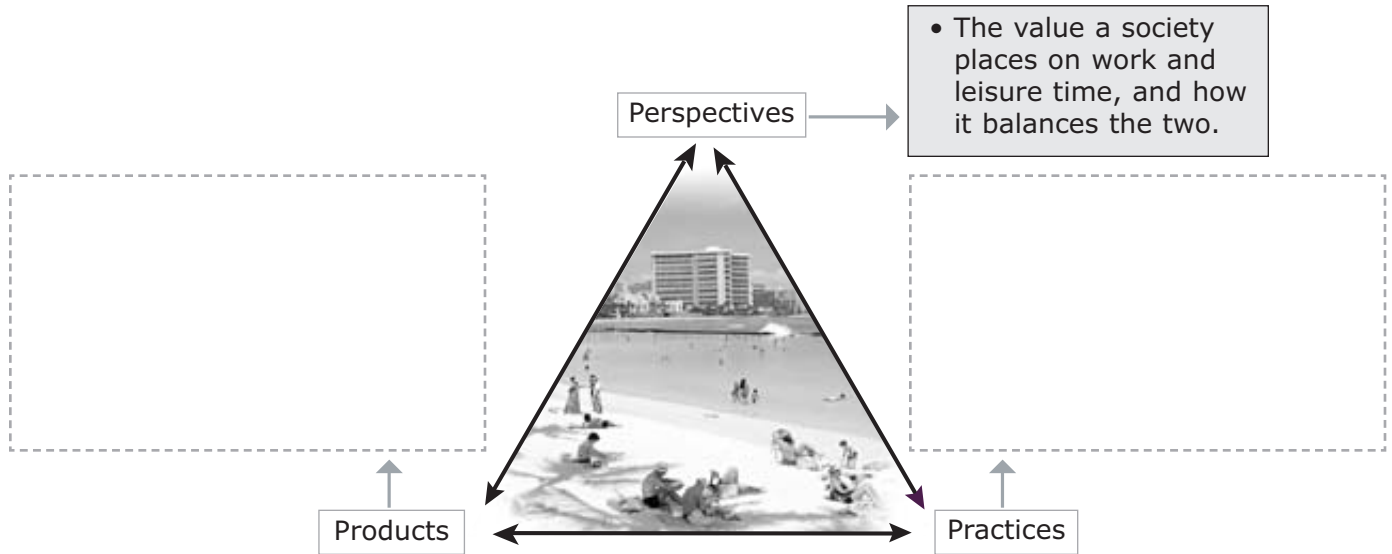 • The value a society
places on work and
leisure time, and how
it balances the two.
Perspectives
Products
Practices